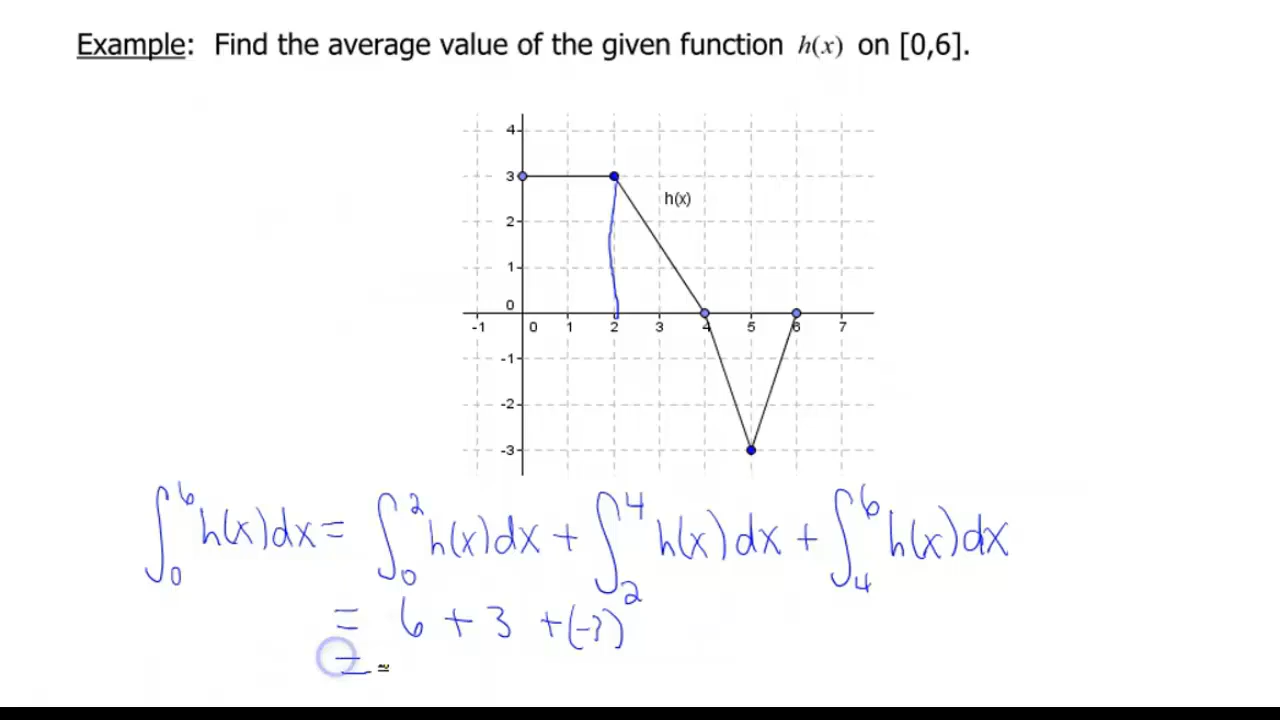 Example: Find the average value of the given function h(x) on [0,6].
4
3
h(x)
2
1
0
-1 0 1 2 3 4 5 6 7
-1
-2
-3
∫₀⁶ h(x)dx = ∫₀² h(x)dx + ∫₂⁴ h(x)dx + ∫₄⁶ h(x)dx
= 6 + 3 + (-3)
=